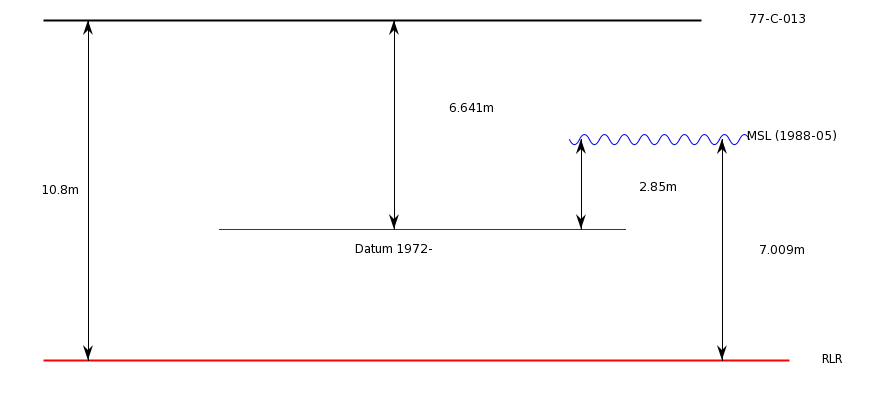 77-C-013
6.641m
MSL (1988-05)
10.8m
2.85m
Datum 1972-
7.009m
RLR